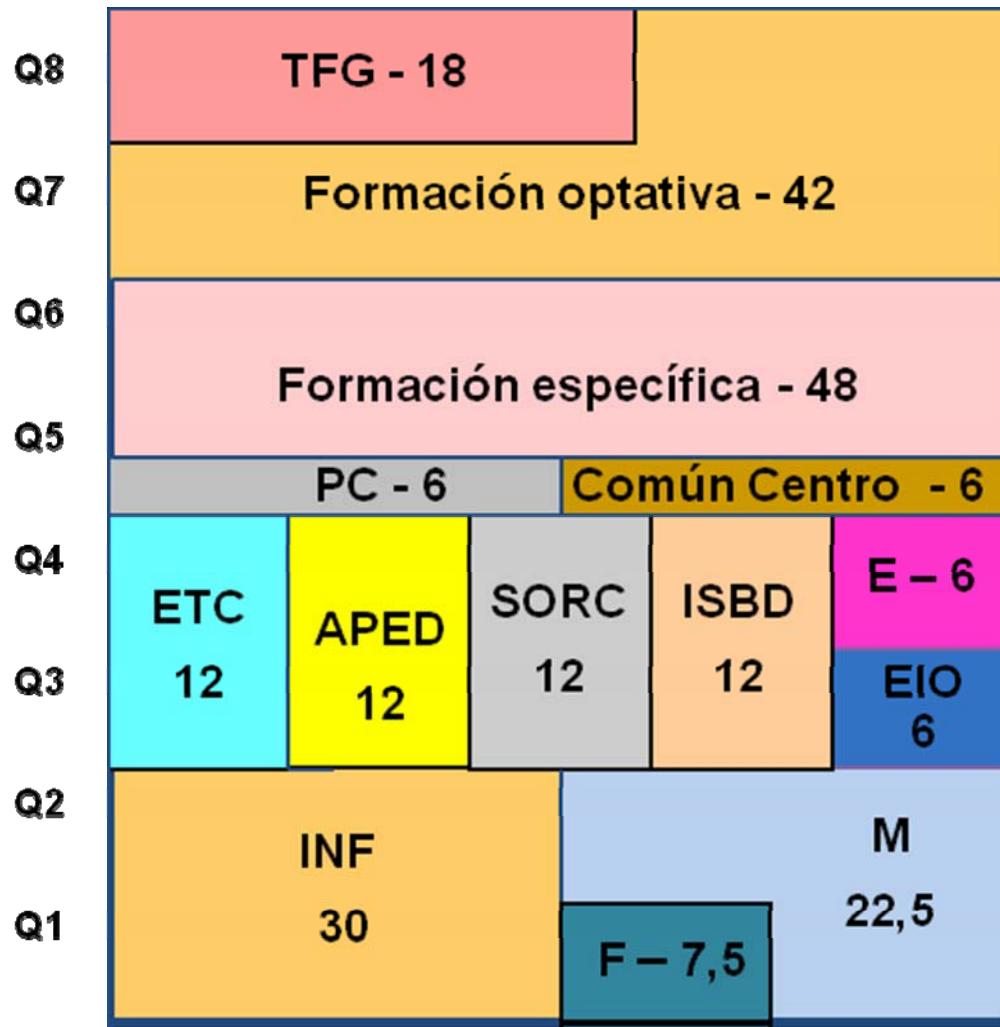 Q8
TFG - 18
Q7
Formación optativa - 42
Q6
Formación específica - 48
Q5
PC - 6
Común Centro - 6
Q4
ETC
12
APED
12
SORC
12
ISBD
12
E – 6
Q3
EIO
6
Q2
INF
30
M
22,5
Q1
F – 7,5